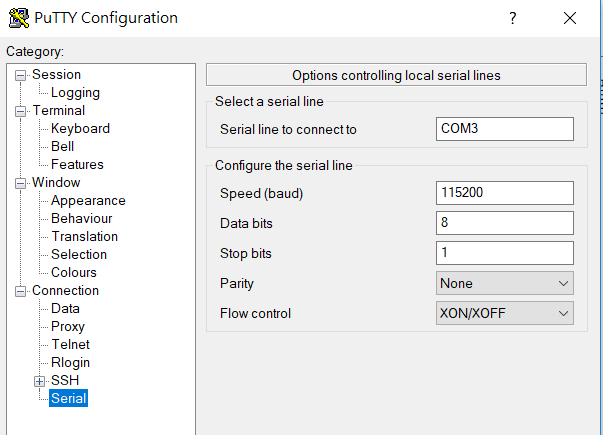 PuTTY Configuration
?
Category:
Session
Logging
Terminal
Keyboard
Bell
Features
Window
Appearance
Behaviour
Translation
Selection
Colours
Connection
Data
Proxy
Telnet
Rlogin
SSH
Serial
Options controlling local serial lines
Select a serial line
Serial line to connect to COM3
Configure the serial line
Speed (baud) 115200
Data bits 8
Stop bits 1
Parity None
Flow control XON/XOFF